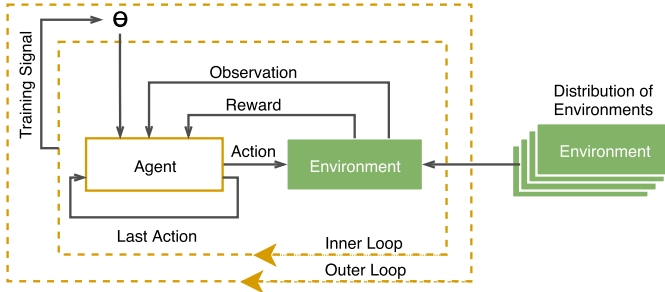 Ө
Training Signal
Observation
Reward
Agent
Action
Environment
Last Action
Inner Loop
Outer Loop
Distribution of
Environments
Environment